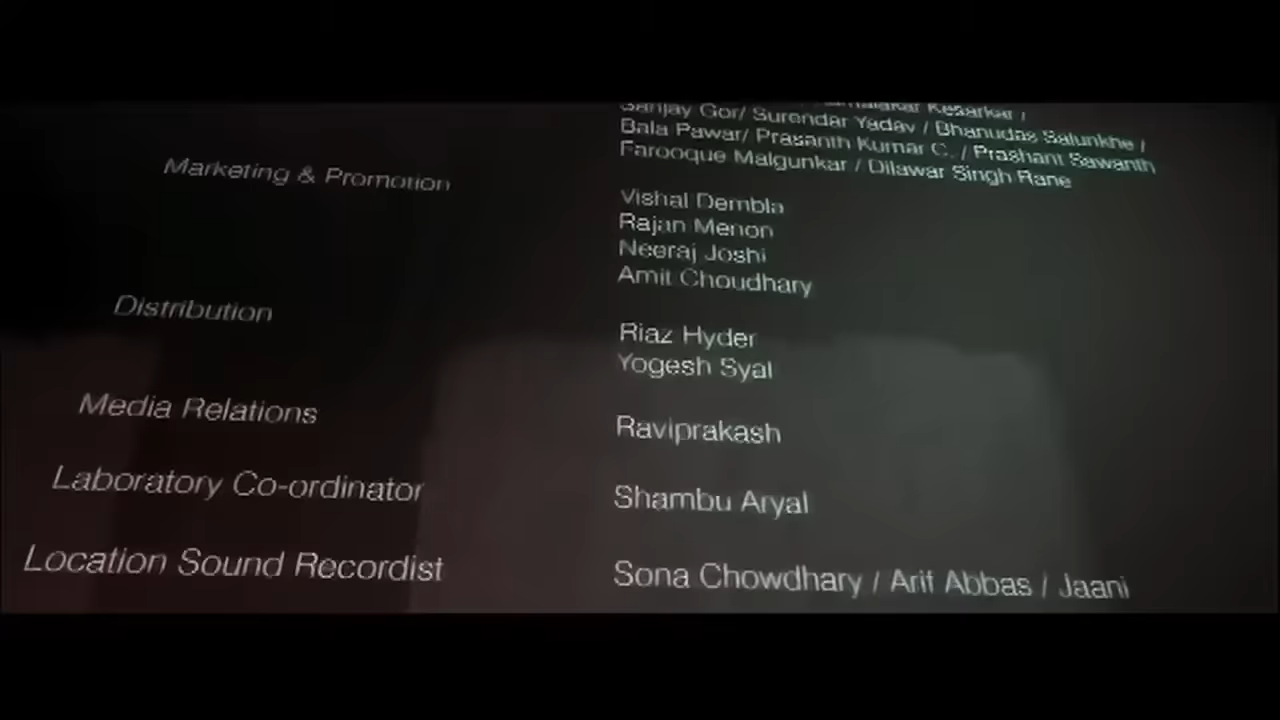 Kesarkar /
Sanjay Gor/ Surendar Yadav / Bhanudas Salunkhe /
Bala Pawar/ Prasanth Kumar C. / Prashant Sawanth
Farooque Malgunkar / Dilawar Singh Rane
Marketing & Promotion
Vishal Dembla
Rajan Menon
Neeraj Joshi
Amit Choudhary
Distribution
Riaz Hyder
Yogesh Syal
Media Relations
Raviprakash
Laboratory Co-ordinator
Shambu Aryal
Location Sound Recordist
Sona Chowdhary / Arif Abbas / Jaani